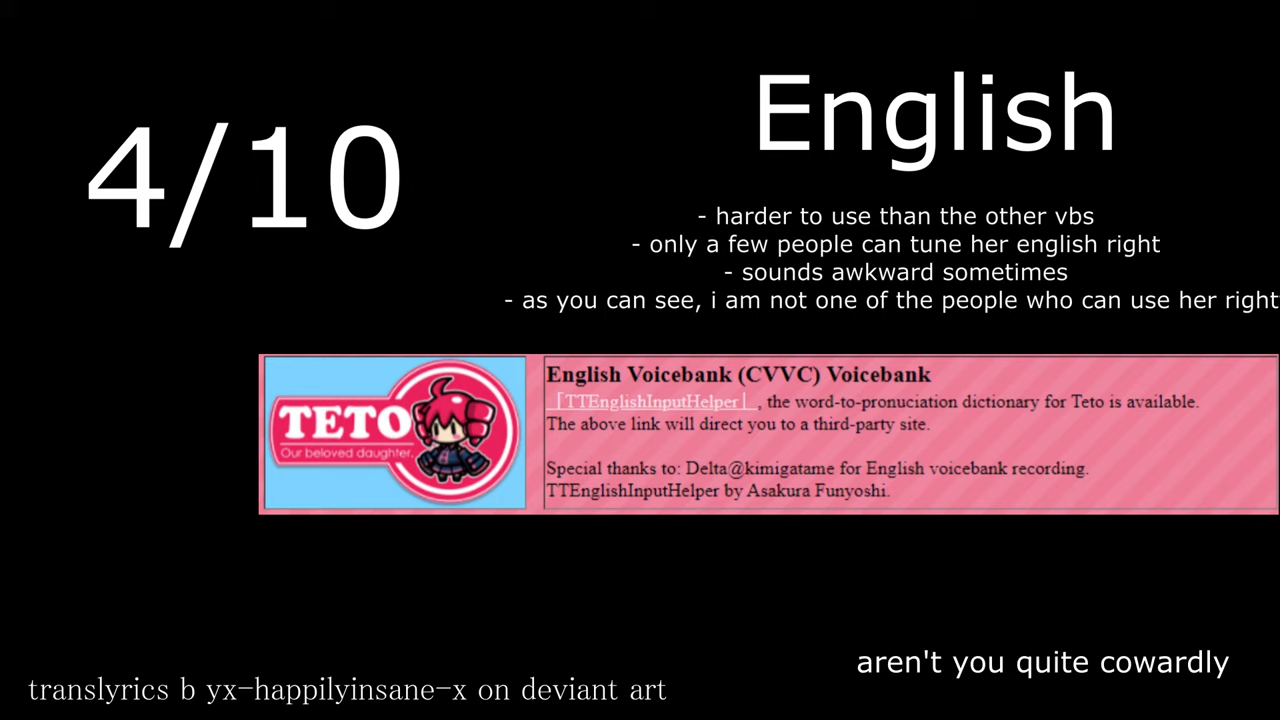 4/10
English
- harder to use than the other vbs
- only a few people can tune her english right
- sounds awkward sometimes
- as you can see, i am not one of the people who can use her right
TETO
Our beloved daughter.
English Voicebank (CVVC) Voicebank
「TTEnglishInputHelper」, the word-to-pronuciation dictionary for Teto is available.
The above link will direct you to a third-party site.
Special thanks to: Delta@kimigatame for English voicebank recording.
TTEnglishInputHelper by Asakura Funyoshi.
aren't you quite cowardly
translyrics b yx-happilyinsane-x on deviant art